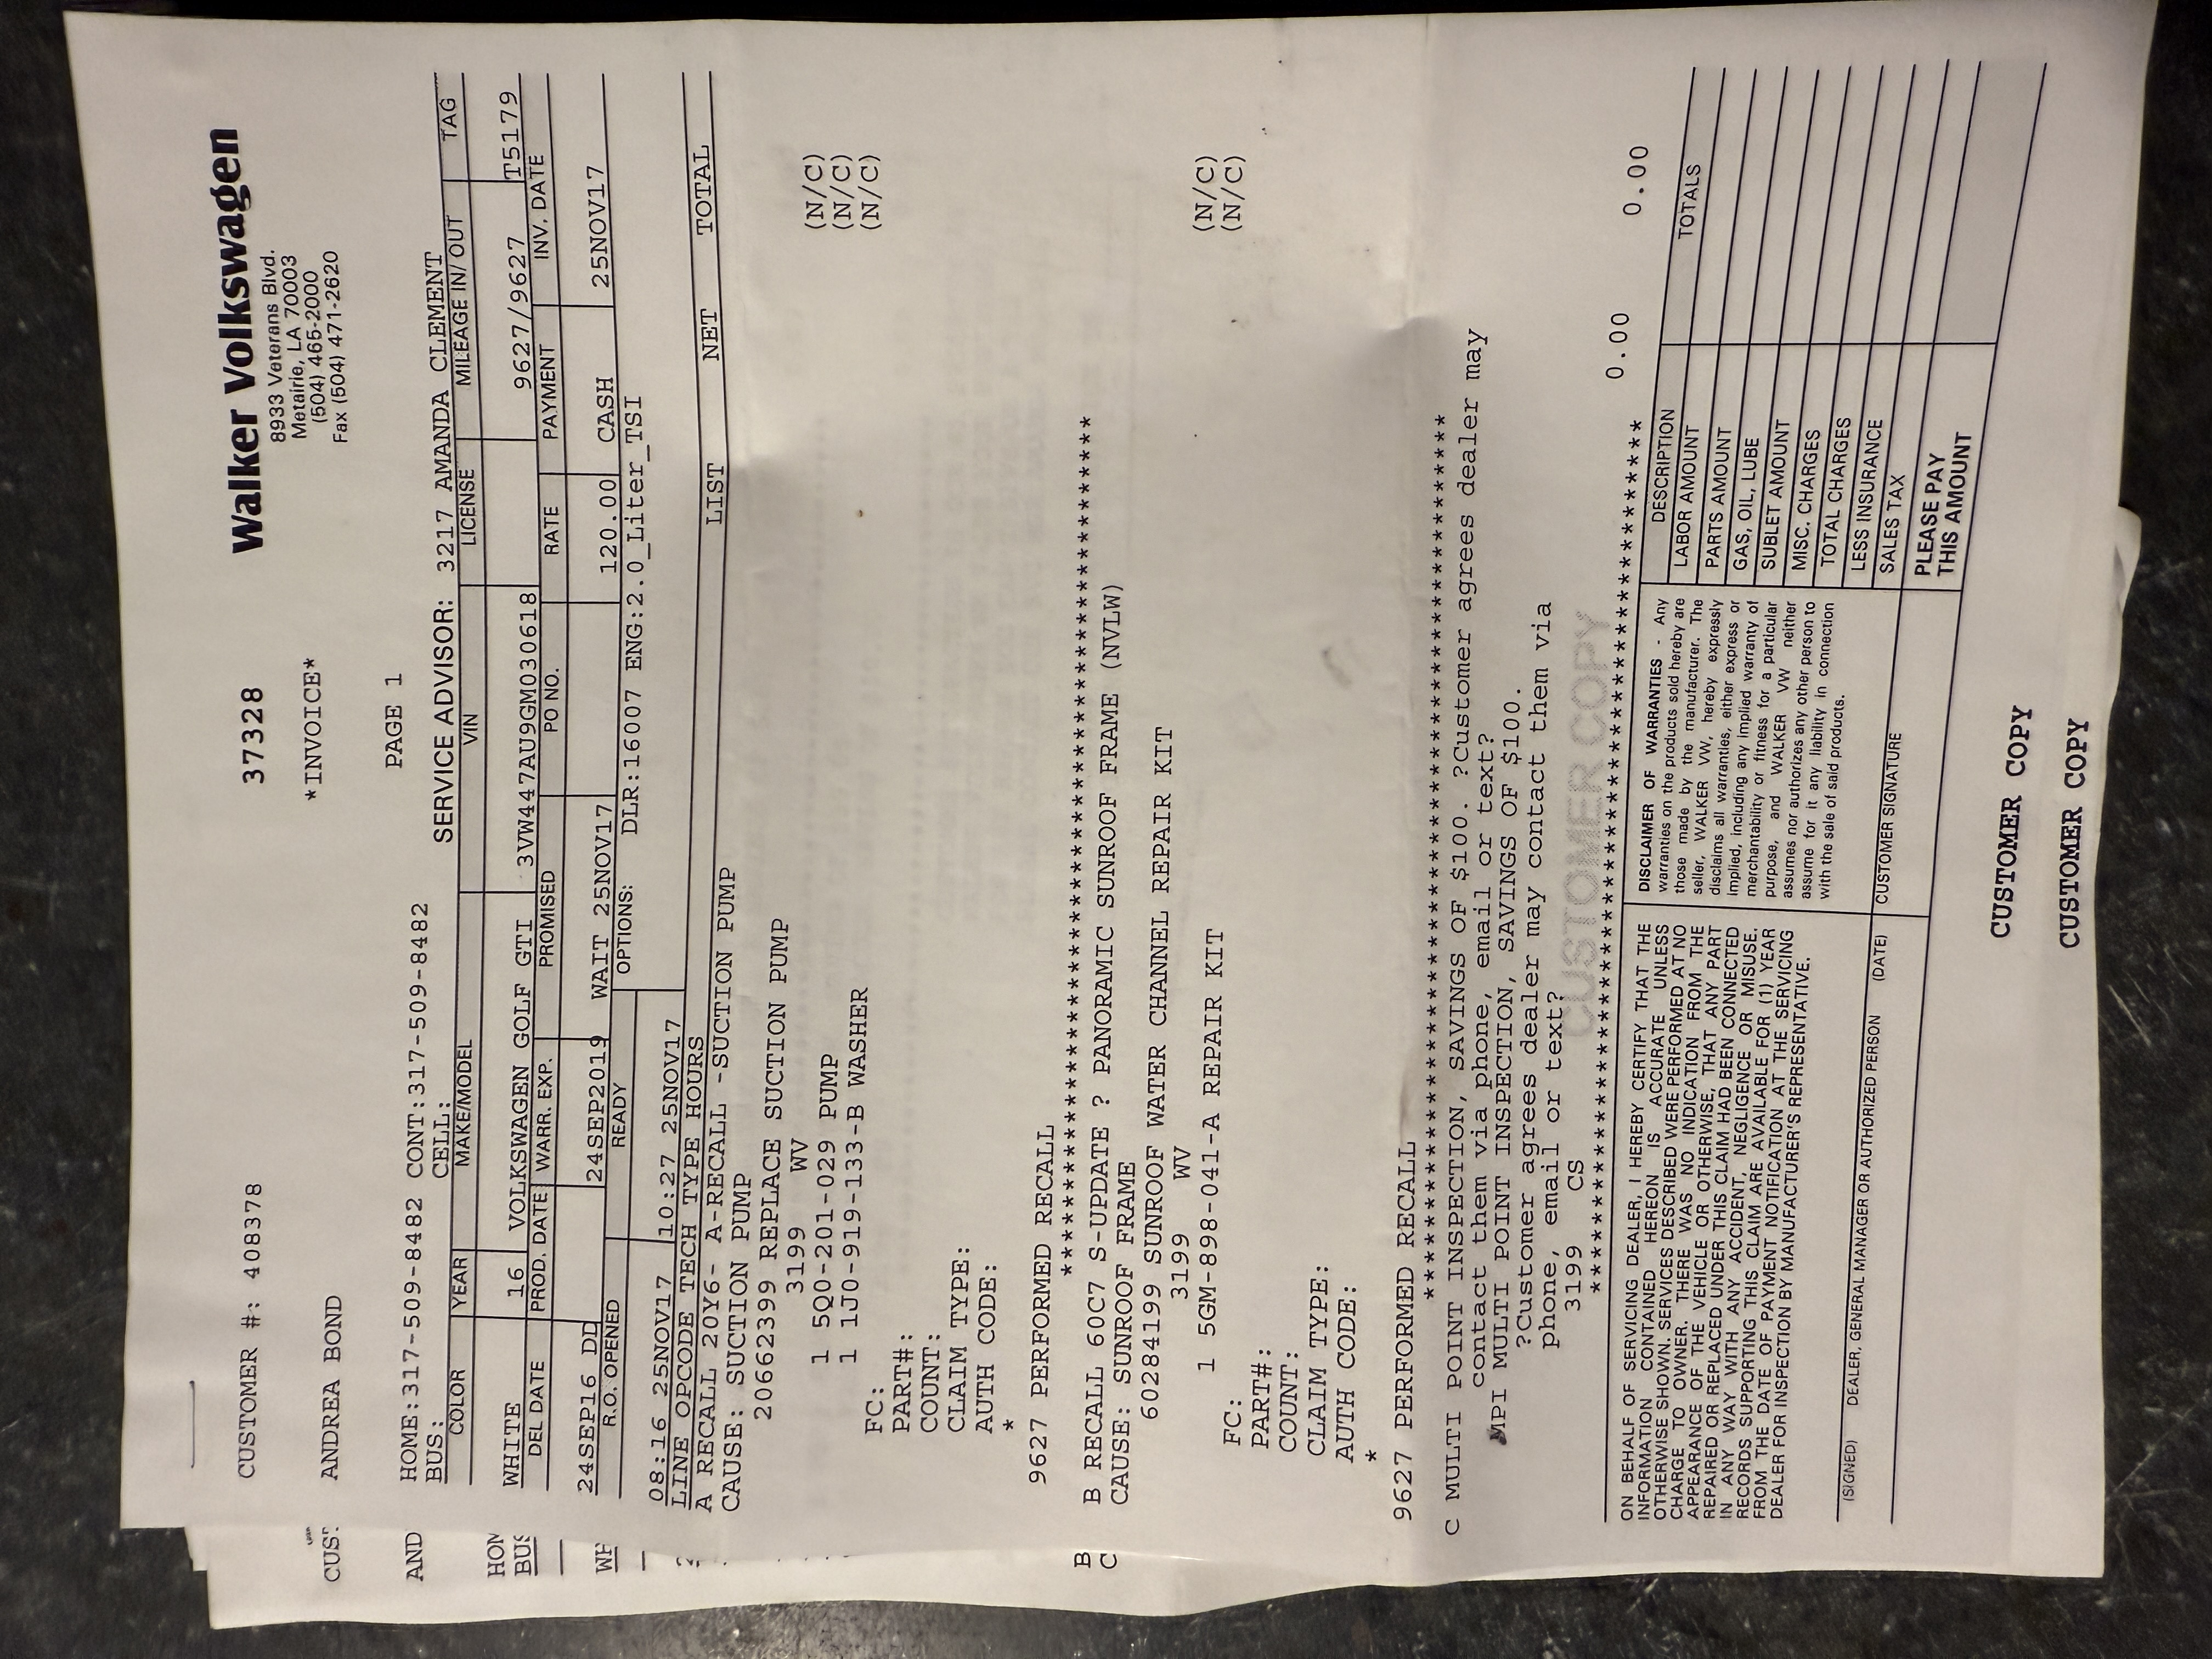 CUSTOMER #: 408378
37328
Walker Volkswagen
8933 Veterans Blvd.
Metairie, LA 70003
(504) 465-2000
Fax (504) 471-2620
*INVOICE*
CUST
ANDREA BOND
PAGE 1
AND
HOME:317-509-8482 CONT:317-509-8482
BUS: CELL: SERVICE ADVISOR: 3217 AMANDA CLEMENT
COLOR YEAR MAKE/MODEL VIN LICENSE MILEAGE IN/ OUT TAG
HOM
BUS
WHITE 16 VOLKSWAGEN GOLF GTI 3VW447AU9GM030618 9627/9627 T5179
DEL DATE PROD. DATE WARR. EXP. PROMISED PO NO. RATE PAYMENT INV. DATE
WH
24SEP16 DD 24SEP2019 WAIT 25NOV17 120.00 CASH 25NOV17
R.O. OPENED READY OPTIONS: DLR:16007 ENG:2.0_Liter_TSI
08:16 25NOV17 10:27 25NOV17
LINE OPCODE TECH TYPE HOURS LIST NET TOTAL
A RECALL 20Y6- A-RECALL -SUCTION PUMP
CAUSE: SUCTION PUMP
20662399 REPLACE SUCTION PUMP
3199 WV (N/C)
1 5Q0-201-029 PUMP (N/C)
1 1J0-919-133-B WASHER (N/C)
FC:
PART#:
COUNT:
CLAIM TYPE:
AUTH CODE:
*
9627 PERFORMED RECALL
***************************************************
B
C
B RECALL 60C7 S-UPDATE ? PANORAMIC SUNROOF FRAME (NVLW)
CAUSE: SUNROOF FRAME
60284199 SUNROOF WATER CHANNEL REPAIR KIT
3199 WV (N/C)
1 5GM-898-041-A REPAIR KIT (N/C)
FC:
PART#:
COUNT:
CLAIM TYPE:
AUTH CODE:
*
9627 PERFORMED RECALL
***************************************************
C MULTI POINT INSPECTION, SAVINGS OF $100. ?Customer agrees dealer may
contact them via phone, email or text?
MPI MULTI POINT INSPECTION, SAVINGS OF $100.
?Customer agrees dealer may contact them via
phone, email or text?
3199 CS 0.00 0.00
CUSTOMER COPY
***************************************************
ON BEHALF OF SERVICING DEALER, I HEREBY CERTIFY THAT THE
INFORMATION CONTAINED HEREON IS ACCURATE UNLESS
OTHERWISE SHOWN. SERVICES DESCRIBED WERE PERFORMED AT NO
CHARGE TO OWNER. THERE WAS NO INDICATION FROM THE
APPEARANCE OF THE VEHICLE OR OTHERWISE, THAT ANY PART
REPAIRED OR REPLACED UNDER THIS CLAIM HAD BEEN CONNECTED
IN ANY WAY WITH ANY ACCIDENT, NEGLIGENCE OR MISUSE.
RECORDS SUPPORTING THIS CLAIM ARE AVAILABLE FOR (1) YEAR
FROM THE DATE OF PAYMENT NOTIFICATION AT THE SERVICING
DEALER FOR INSPECTION BY MANUFACTURER'S REPRESENTATIVE.
(SIGNED) DEALER, GENERAL MANAGER OR AUTHORIZED PERSON (DATE)
DISCLAIMER OF WARRANTIES - Any
warranties on the products sold hereby are
those made by the manufacturer. The
seller, WALKER VW, hereby expressly
disclaims all warranties, either express or
implied, including any implied warranty of
merchantability or fitness for a particular
purpose, and WALKER VW neither
assumes nor authorizes any other person to
assume for it any liability in connection
with the sale of said products.
CUSTOMER SIGNATURE
DESCRIPTION TOTALS
LABOR AMOUNT
PARTS AMOUNT
GAS, OIL, LUBE
SUBLET AMOUNT
MISC. CHARGES
TOTAL CHARGES
LESS INSURANCE
SALES TAX
PLEASE PAY
THIS AMOUNT
CUSTOMER COPY
CUSTOMER COPY